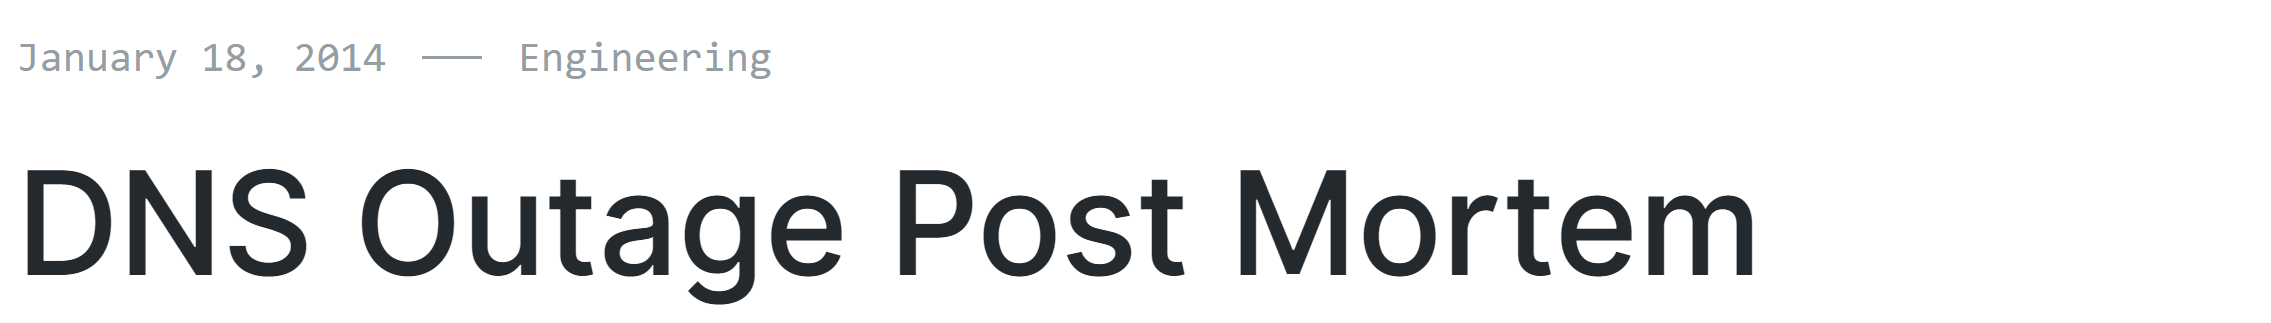 January 18, 2014 — Engineering
DNS Outage Post Mortem